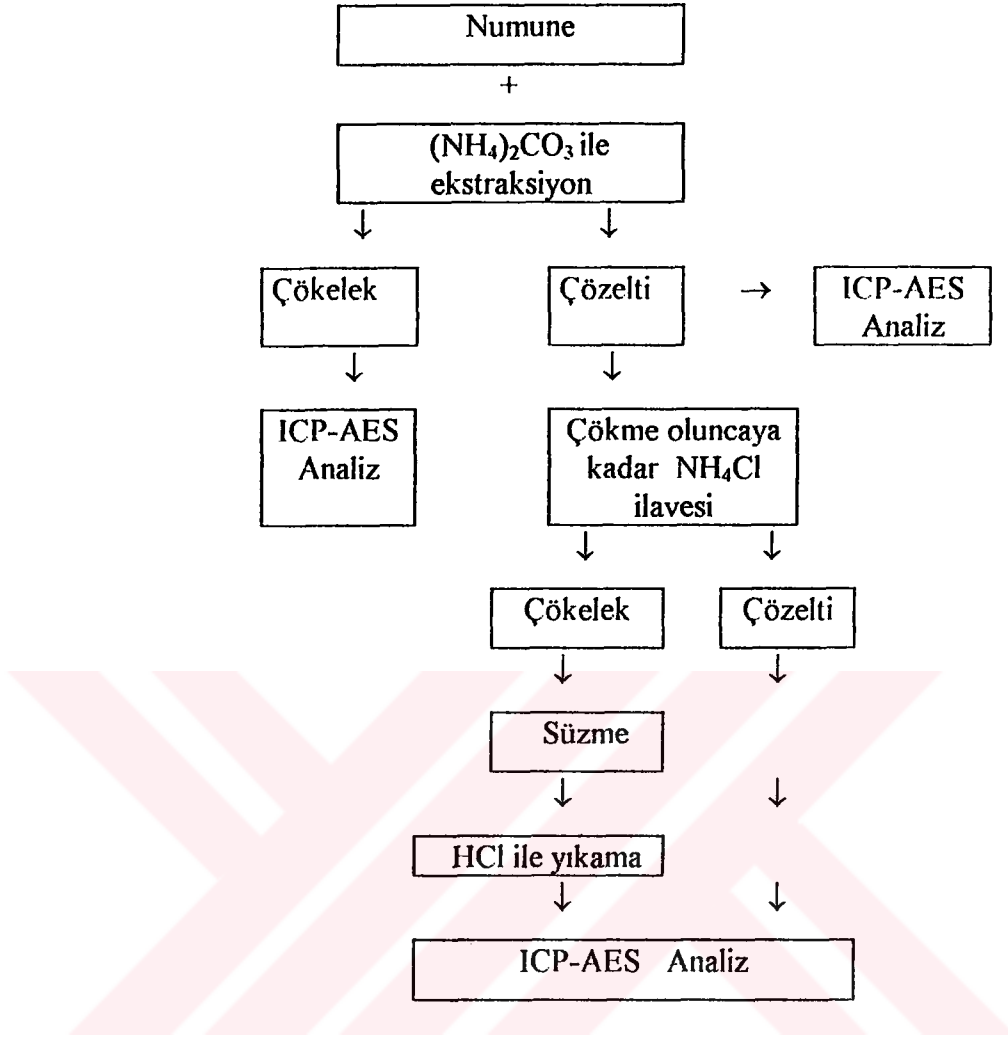 Numune
+
(NH₄)₂CO₃ ile
ekstraksiyon
↓ ↓
Çökelek Çözelti → ICP-AES
Analiz
↓ ↓
ICP-AES
Analiz
Çökme oluncaya
kadar NH₄Cl
ilavesi
↓ ↓
Çökelek Çözelti
↓ ↓
Süzme
↓ ↓
HCl ile yıkama
↓ ↓
ICP-AES Analiz